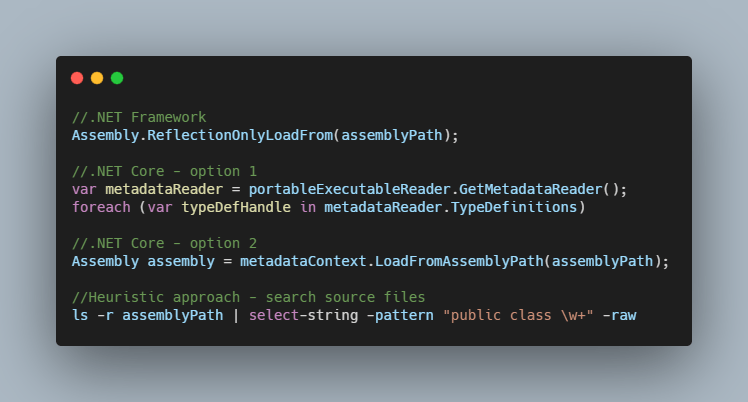 //.NET Framework
Assembly.ReflectionOnlyLoadFrom(assemblyPath);
//.NET Core - option 1
var metadataReader = portableExecutableReader.GetMetadataReader();
foreach (var typeDefHandle in metadataReader.TypeDefinitions)
//.NET Core - option 2
Assembly assembly = metadataContext.LoadFromAssemblyPath(assemblyPath);
//Heuristic approach - search source files
ls -r assemblyPath | select-string -pattern "public class \w+" -raw